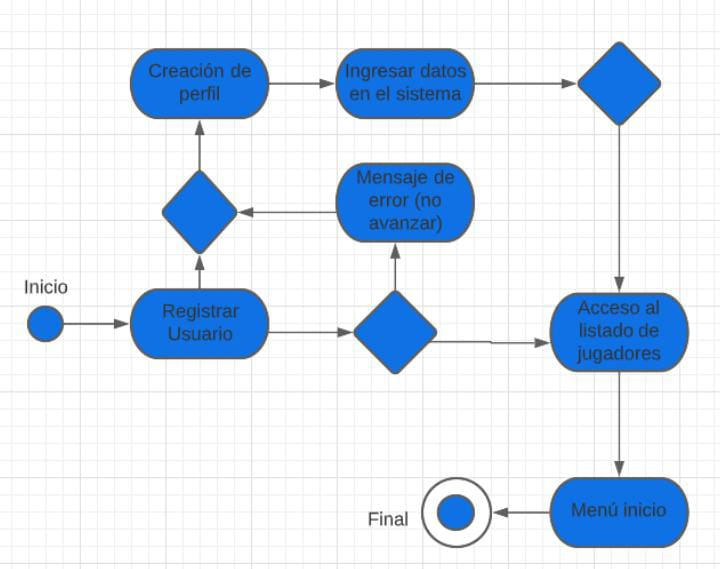 Creación de
perfil
Ingresar datos
en el sistema
Mensaje de
error (no
avanzar)
Inicio
Registrar
Usuario
Acceso al
listado de
jugadores
Menú inicio
Final